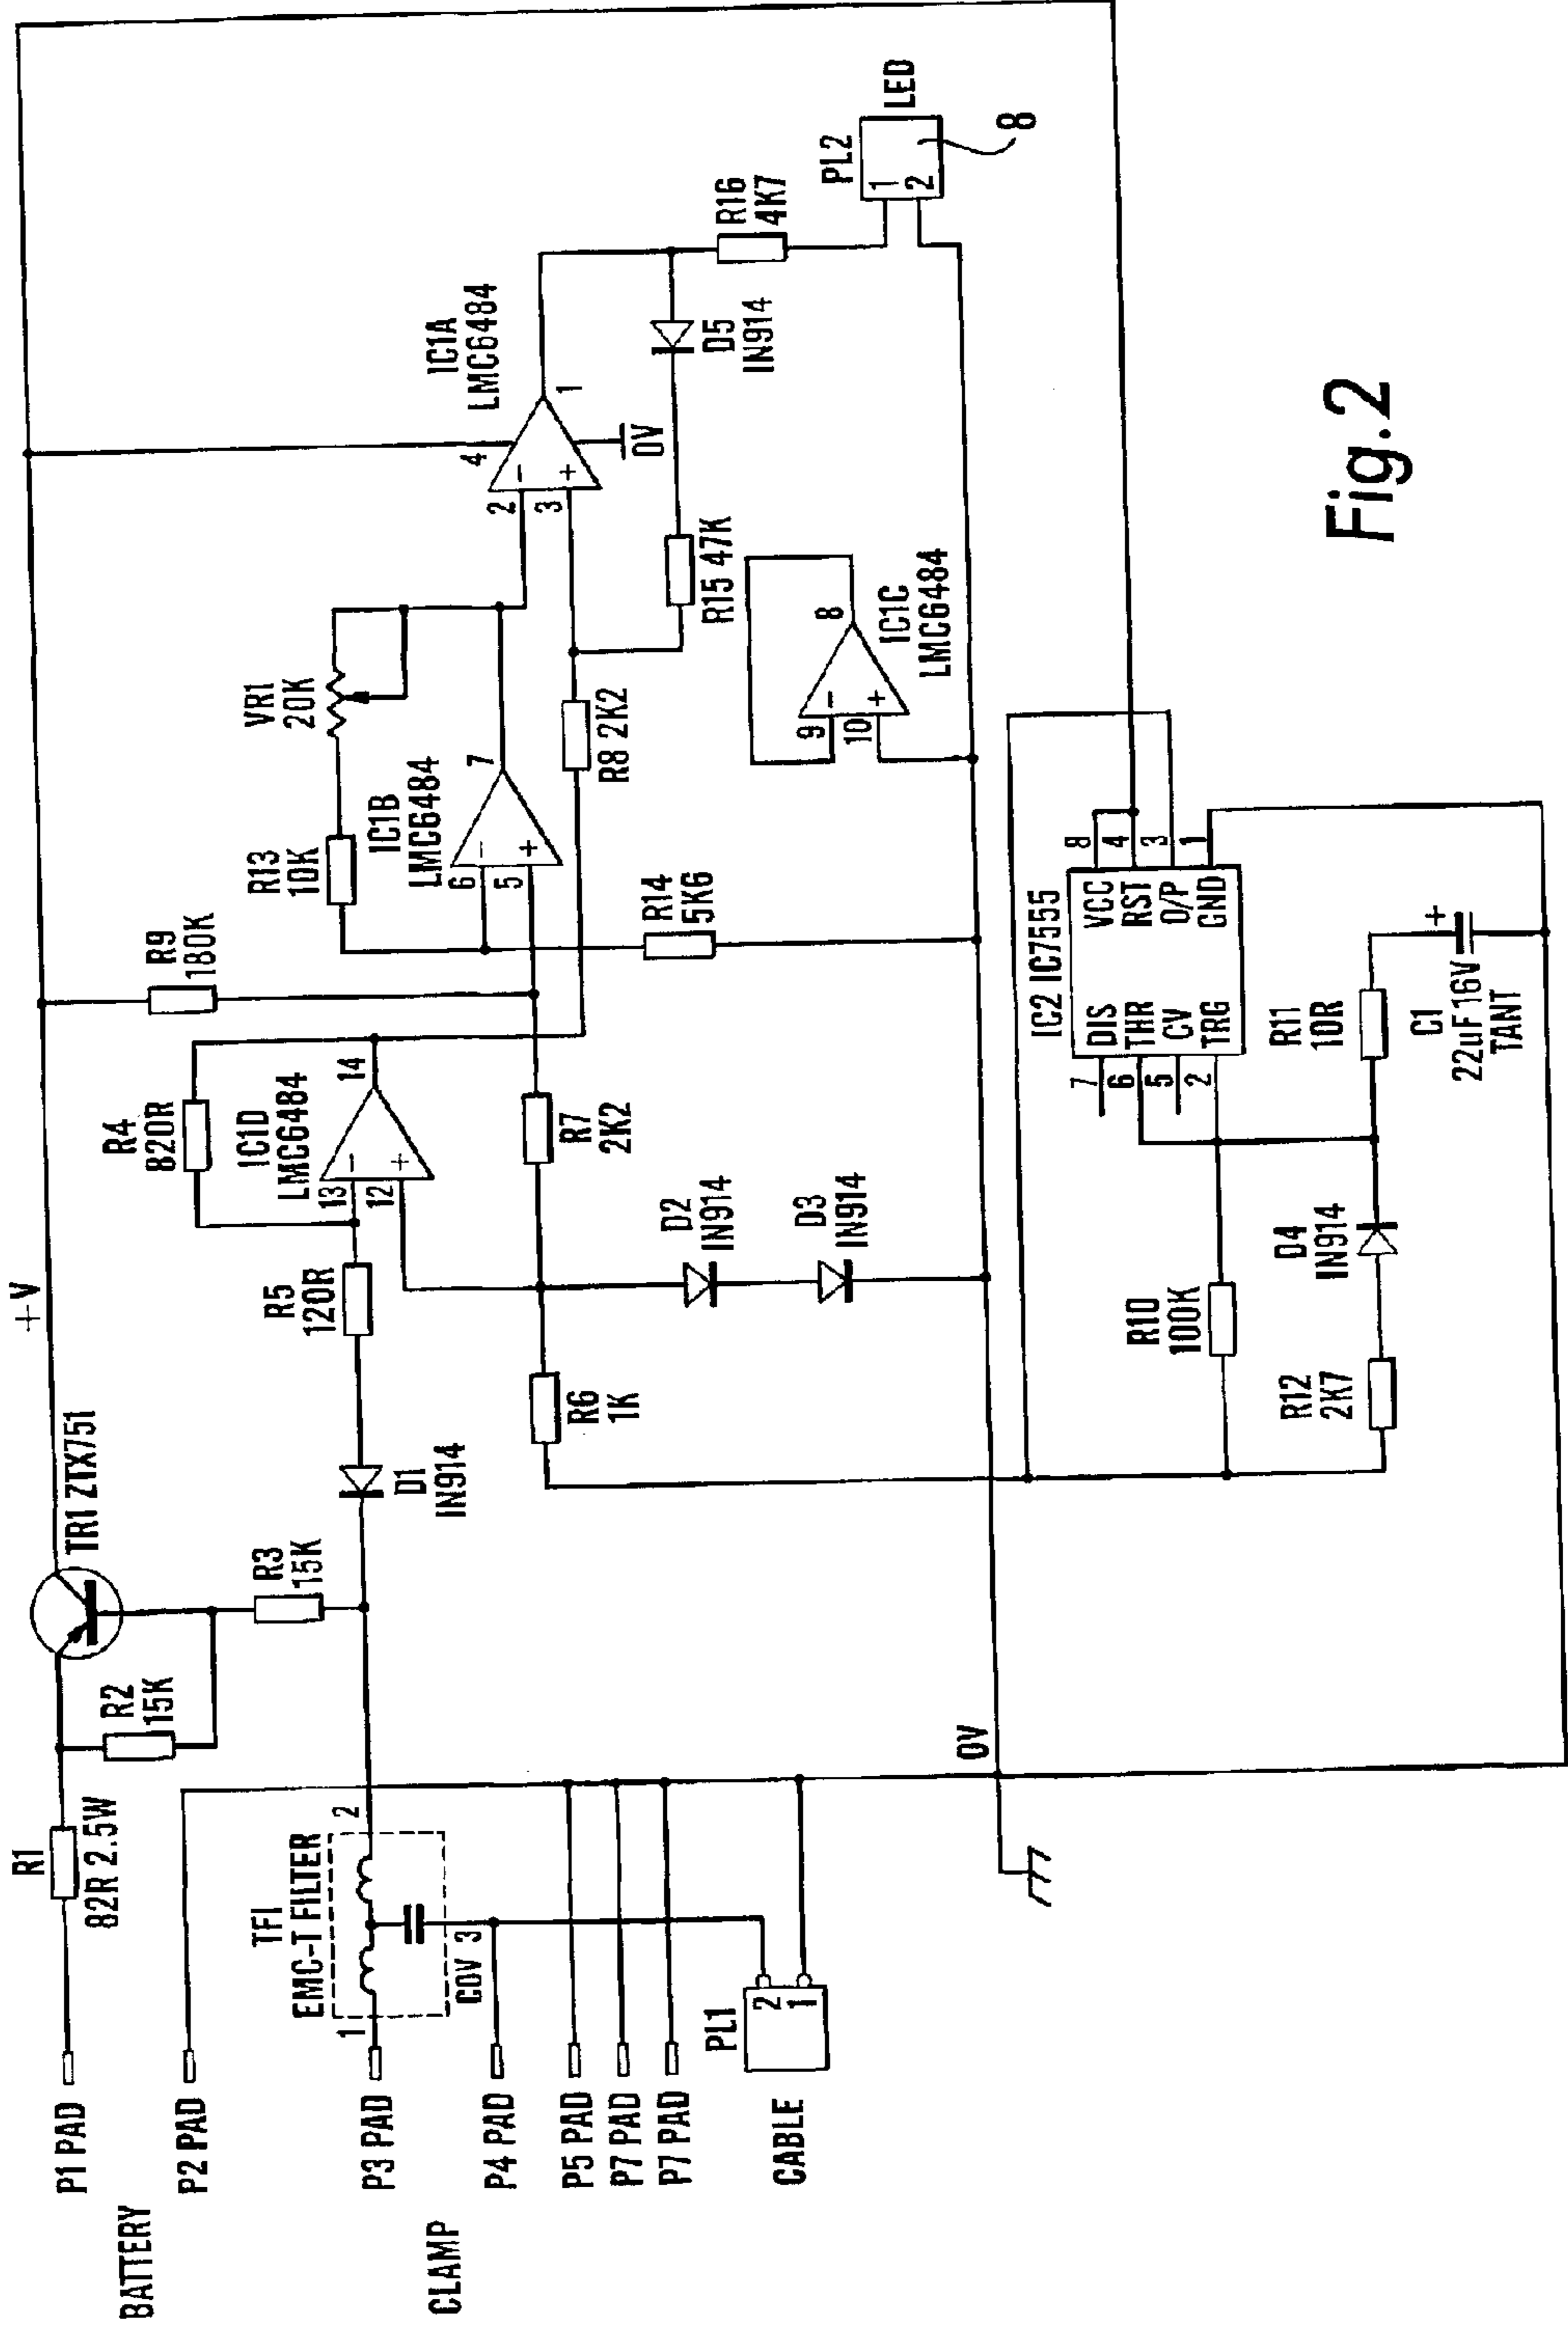 +V
R1
82R 2.5W
R2
15K
TR1 ZTX751
R3
15K
P1 PAD
BATTERY
P2 PAD
TF1
EMC-T FILTER
1
2
GOV 3
P3 PAD
CLAMP
P4 PAD
P5 PAD
P7 PAD
P7 PAD
PL1
2
1
CABLE
0V
D1
IN914
R5
120R
R4
820R
IC1D
LMC6484
13
12
14
−
+
R6
1K
R7
2K2
D2
IN914
D3
IN914
R9
180K
R13
10K
VR1
20K
IC1B
LMC6484
6
5
7
−
+
R14
5K6
R8 2K2
IC1A
LMC6484
2
3
4
1
−
+
0V
R15 47K
D5
IN914
R16
4K7
PL2
1
2
LED
8
9
10
8
−
+
IC1C
LMC6484
IC2 IC7555
7
6
5
2
DIS
THR
CV
TRG
VCC
RST
O/P
GND
8
4
3
1
R10
100K
R12
2K7
D4
IN914
R11
10R
C1
22uF16V
TANT
+
Fig.2